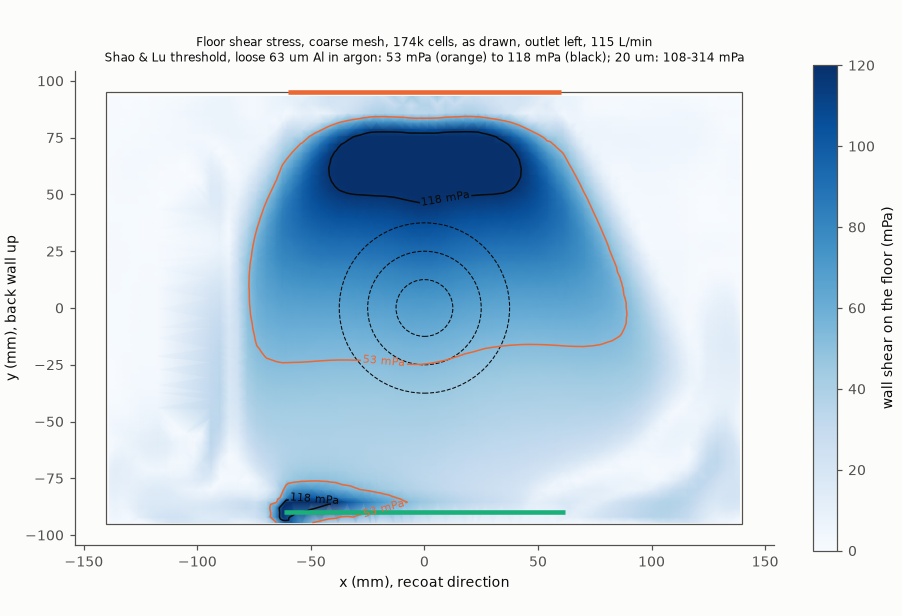 Floor shear stress, coarse mesh, 174k cells, as drawn, outlet left, 115 L/min
Shao & Lu threshold, loose 63 um Al in argon: 53 mPa (orange) to 118 mPa (black); 20 um: 108-314 mPa
100
75
50
25
0
−25
−50
−75
−100
y (mm), back wall up
118 mPa
53 mPa
118 mPa
53 mPa
−150
−100
−50
0
50
100
150
x (mm), recoat direction
120
100
80
60
40
20
0
wall shear on the floor (mPa)